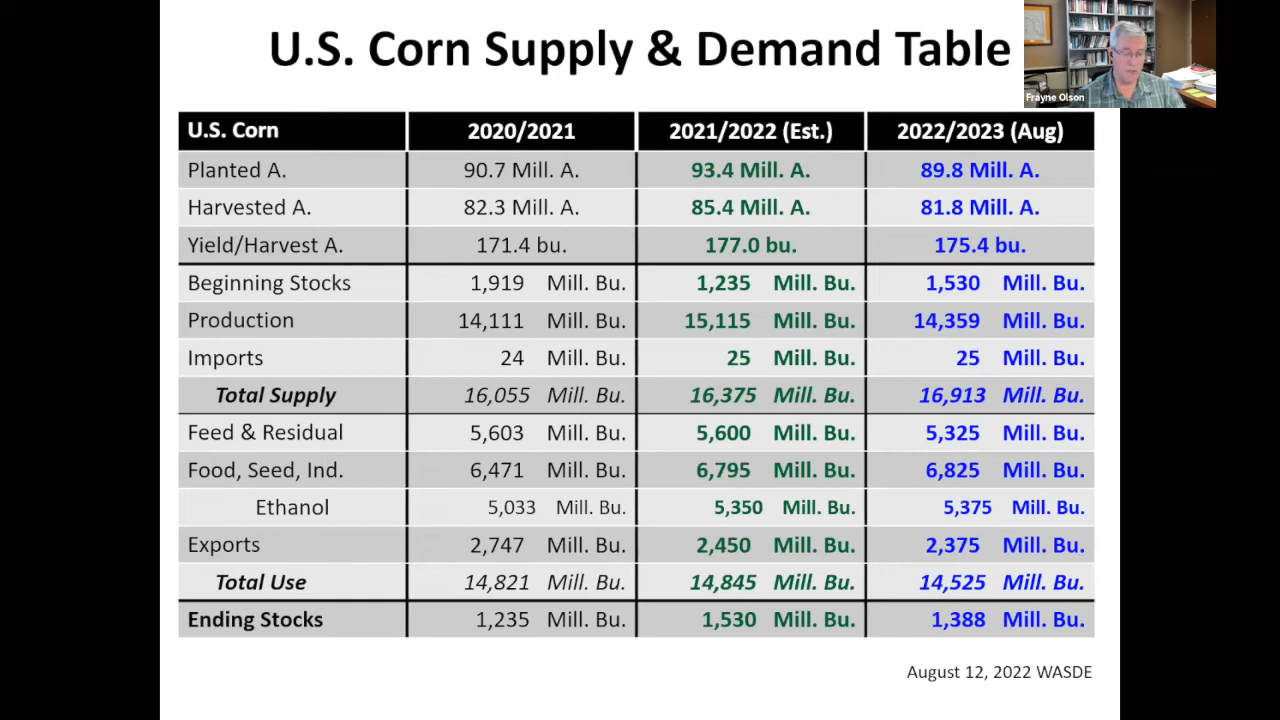 U.S. Corn Supply & Demand Table
Frayne Olson
U.S. Corn 2020/2021 2021/2022 (Est.) 2022/2023 (Aug)
Planted A. 90.7 Mill. A. 93.4 Mill. A. 89.8 Mill. A.
Harvested A. 82.3 Mill. A. 85.4 Mill. A. 81.8 Mill. A.
Yield/Harvest A. 171.4 bu. 177.0 bu. 175.4 bu.
Beginning Stocks 1,919 Mill. Bu. 1,235 Mill. Bu. 1,530 Mill. Bu.
Production 14,111 Mill. Bu. 15,115 Mill. Bu. 14,359 Mill. Bu.
Imports 24 Mill. Bu. 25 Mill. Bu. 25 Mill. Bu.
Total Supply 16,055 Mill. Bu. 16,375 Mill. Bu. 16,913 Mill. Bu.
Feed & Residual 5,603 Mill. Bu. 5,600 Mill. Bu. 5,325 Mill. Bu.
Food, Seed, Ind. 6,471 Mill. Bu. 6,795 Mill. Bu. 6,825 Mill. Bu.
Ethanol 5,033 Mill. Bu. 5,350 Mill. Bu. 5,375 Mill. Bu.
Exports 2,747 Mill. Bu. 2,450 Mill. Bu. 2,375 Mill. Bu.
Total Use 14,821 Mill. Bu. 14,845 Mill. Bu. 14,525 Mill. Bu.
Ending Stocks 1,235 Mill. Bu. 1,530 Mill. Bu. 1,388 Mill. Bu.
August 12, 2022 WASDE